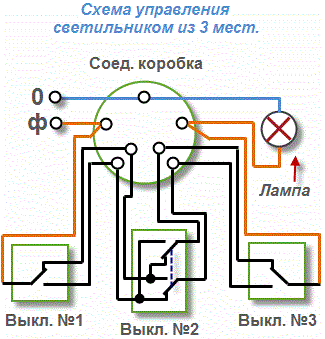 Схема управления
светильником из 3 мест.
Соед. коробка
0
ф
Лампа
Выкл. №1
Выкл. №2
Выкл. №3